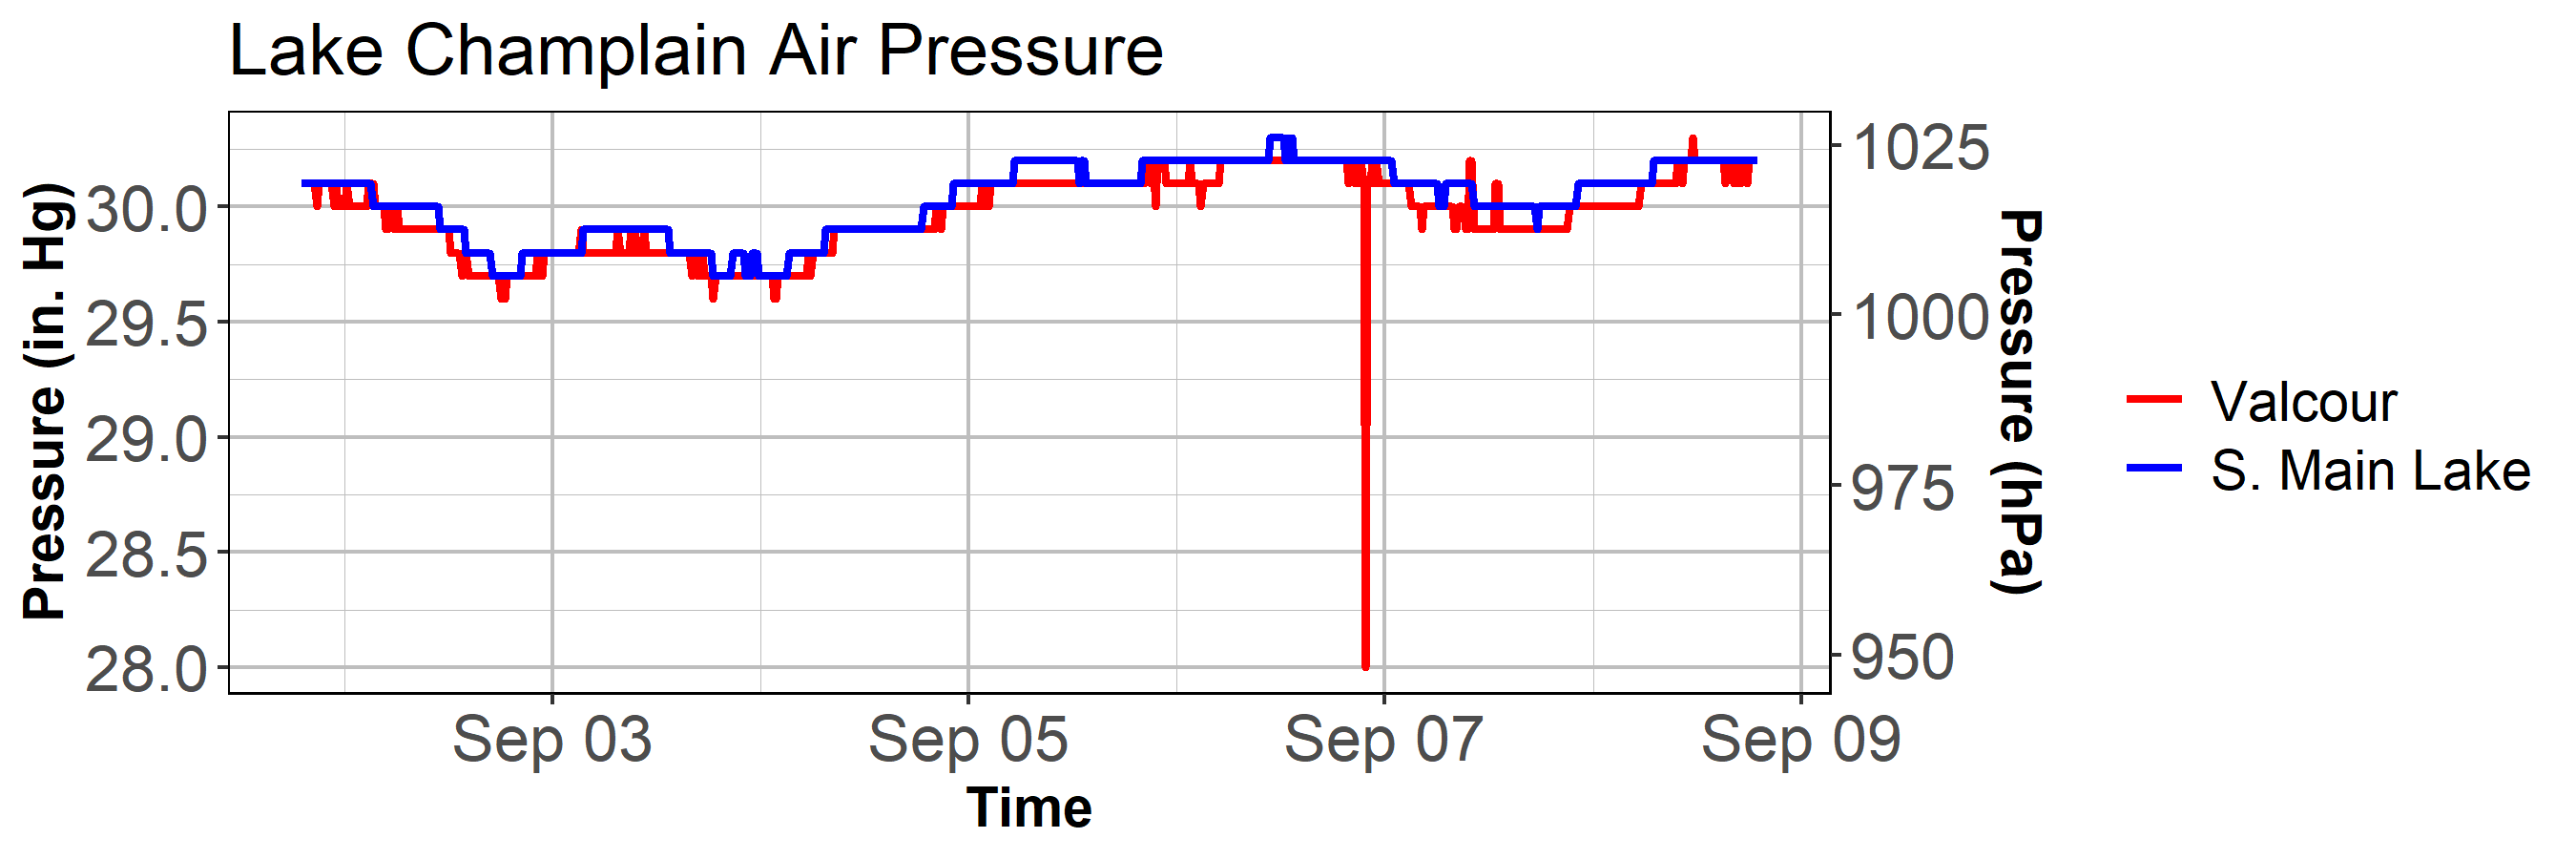 Lake Champlain Air Pressure
Pressure (in. Hg)
30.0
29.5
29.0
28.5
28.0
1025
1000
975
950
Pressure (hPa)
Valcour
S. Main Lake
Sep 03
Sep 05
Sep 07
Sep 09
Time